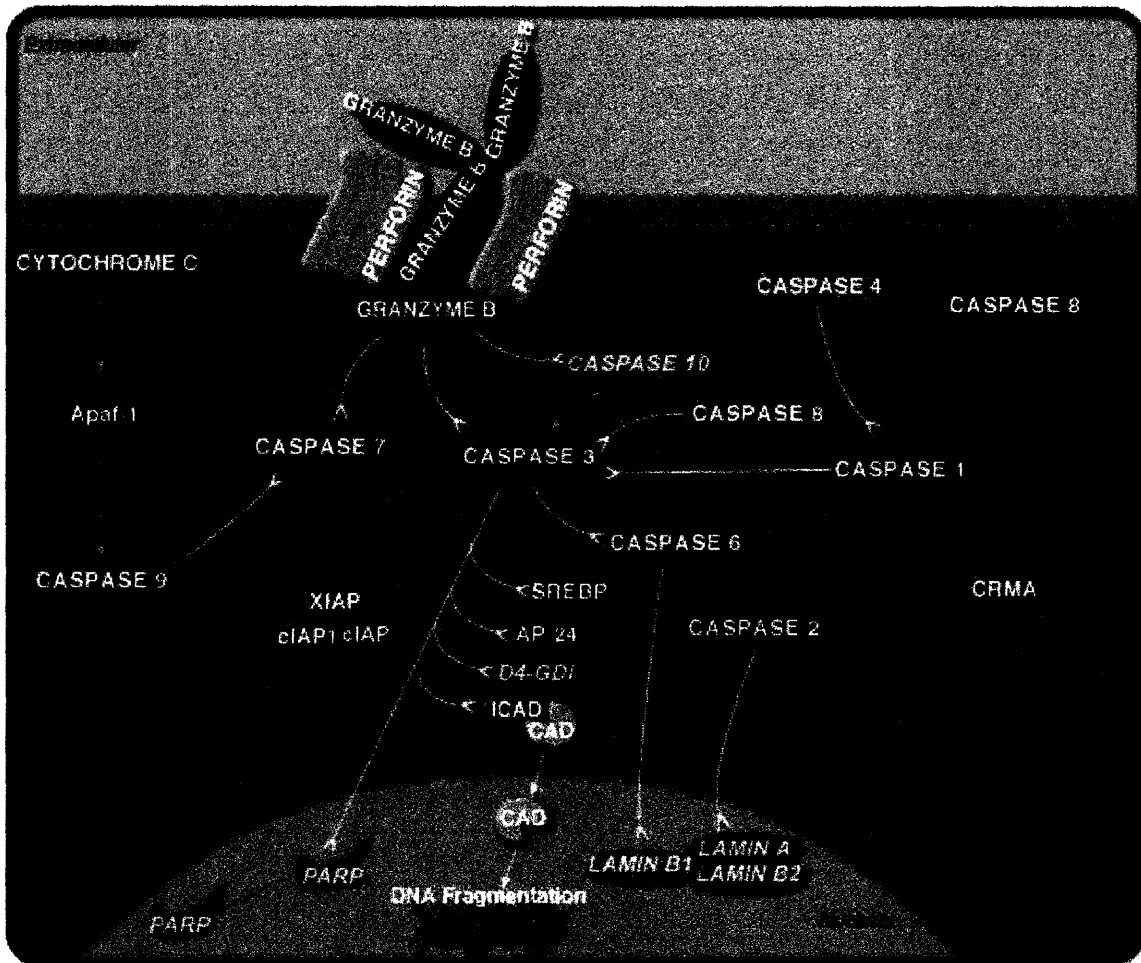 Extracellular
GRANZYME B
GRANZYME B
GRANZYME B
GRANZYME B
PERFORIN
PERFORIN
CYTOCHROME C
GRANZYME B
CASPASE 4
CASPASE 8
CASPASE 10
Apaf 1
CASPASE 8
CASPASE 7
CASPASE 3
CASPASE 1
CASPASE 6
CASPASE 9
SREBP
CRMA
XIAP
cIAP1 cIAP
AP 24
CASPASE 2
D4-GDI
ICAD
CAD
CAD
PARP
LAMIN B1
LAMIN A
LAMIN B2
DNA Fragmentation
PARP